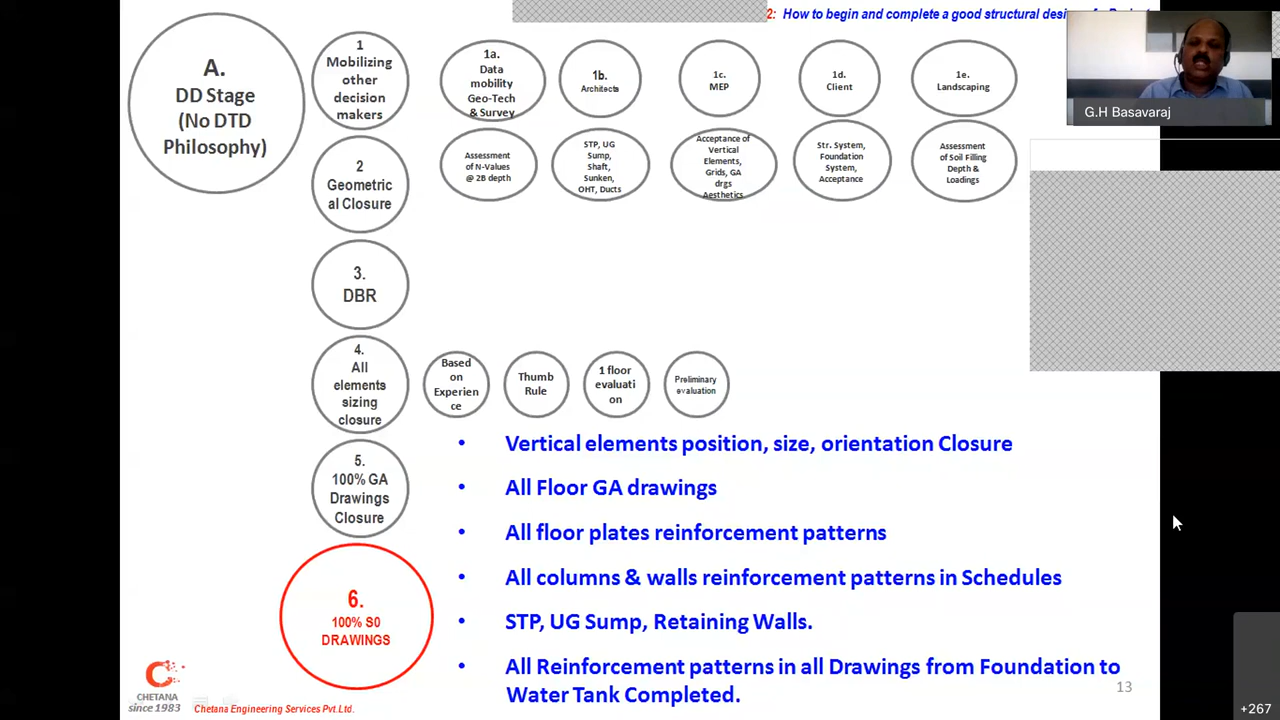 2: How to begin and complete a good structural design of a Project
A.
DD Stage
(No DTD
Philosophy)
1
Mobilizing
other
decision
makers
1a.
Data
mobility
Geo-Tech
& Survey
1b.
Architects
1c.
MEP
1d.
Client
1e.
Landscaping
G.H Basavaraj
2
Geometric
al Closure
Assessment
of N-Values
@ 2B depth
STP, UG
Sump,
Shaft,
Sunken,
OHT, Ducts
Acceptance of
Vertical
Elements,
Grids, GA
drgs
Aesthetics
Str. System,
Foundation
System,
Acceptance
Assessment
of Soil Filling
Depth &
Loadings
3.
DBR
4.
All
elements
sizing
closure
Based
on
Experien
ce
Thumb
Rule
1 floor
evaluati
on
Preliminary
evaluation
5.
100% GA
Drawings
Closure
6.
100% S0
DRAWINGS
• Vertical elements position, size, orientation Closure
• All Floor GA drawings
• All floor plates reinforcement patterns
• All columns & walls reinforcement patterns in Schedules
• STP, UG Sump, Retaining Walls.
• All Reinforcement patterns in all Drawings from Foundation to
Water Tank Completed.
13
CHETANA
since 1983
Chetana Engineering Services Pvt.Ltd.
+267